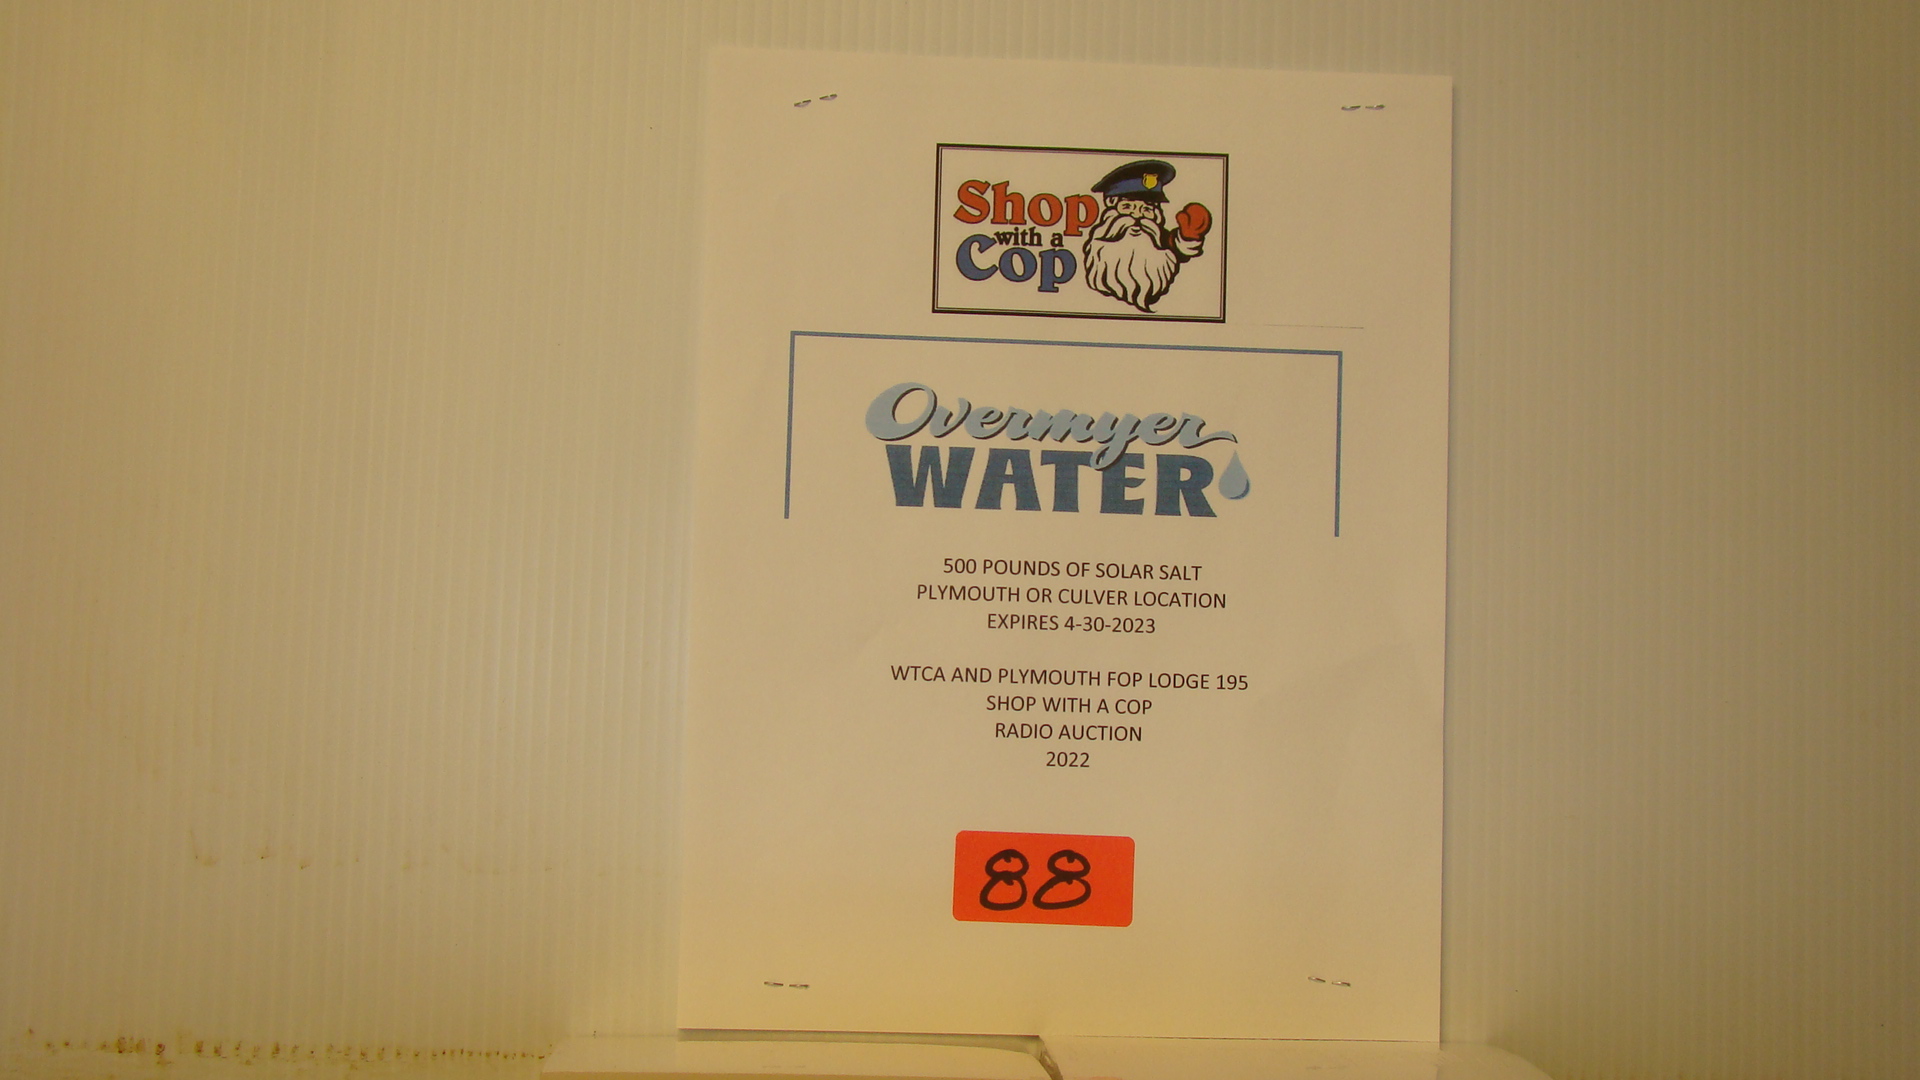 Shop
with a
Cop
Overmyer
WATER
500 POUNDS OF SOLAR SALT
PLYMOUTH OR CULVER LOCATION
EXPIRES 4-30-2023
WTCA AND PLYMOUTH FOP LODGE 195
SHOP WITH A COP
RADIO AUCTION
2022
88